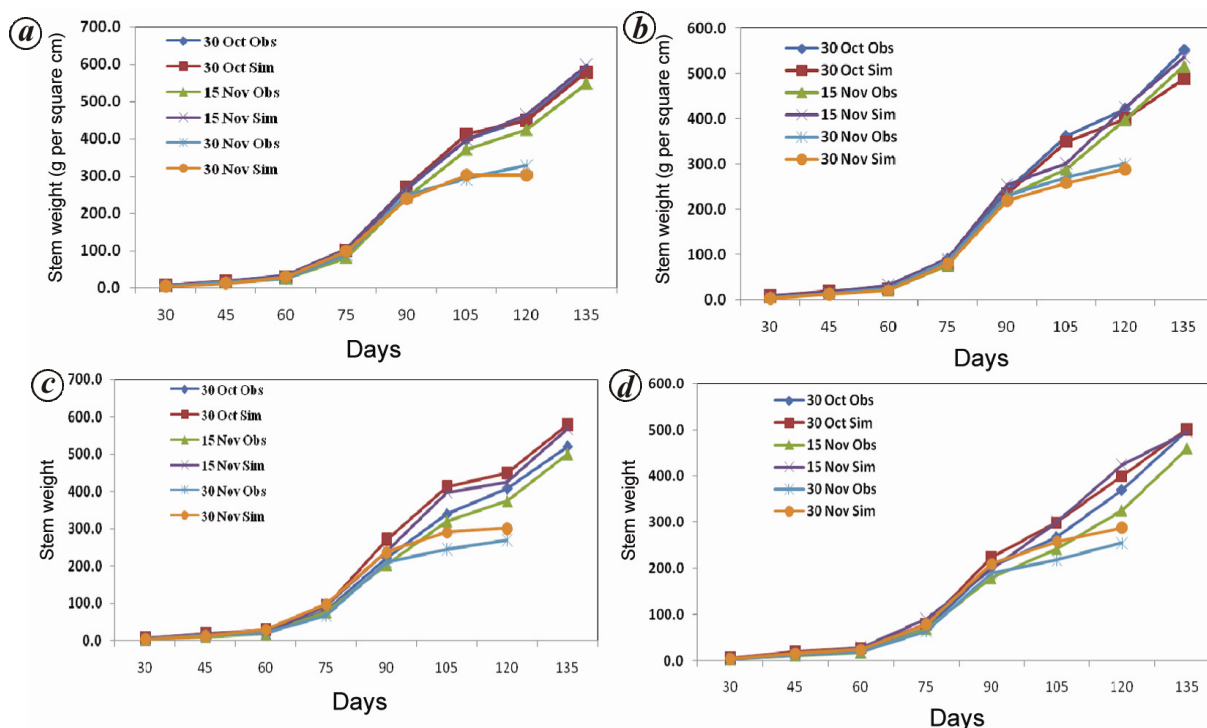 a
Stem weight (g per square cm)
700.0
600.0
500.0
400.0
300.0
200.0
100.0
0.0
30 Oct Obs
30 Oct Sim
15 Nov Obs
15 Nov Sim
30 Nov Obs
30 Nov Sim
30 45 60 75 90 105 120 135
Days
b
Stem weight (g per square cm)
600.0
500.0
400.0
300.0
200.0
100.0
0.0
30 Oct Obs
30 Oct Sim
15 Nov Obs
15 Nov Sim
30 Nov Obs
30 Nov Sim
30 45 60 75 90 105 120 135
Days
c
Stem weight
700.0
600.0
500.0
400.0
300.0
200.0
100.0
0.0
30 Oct Obs
30 Oct Sim
15 Nov Obs
15 Nov Sim
30 Nov Obs
30 Nov Sim
30 45 60 75 90 105 120 135
Days
d
Stem weight
600.0
500.0
400.0
300.0
200.0
100.0
0.0
30 Oct Obs
30 Oct Sim
15 Nov Obs
15 Nov Sim
30 Nov Obs
30 Nov Sim
30 45 60 75 90 105 120 135
Days